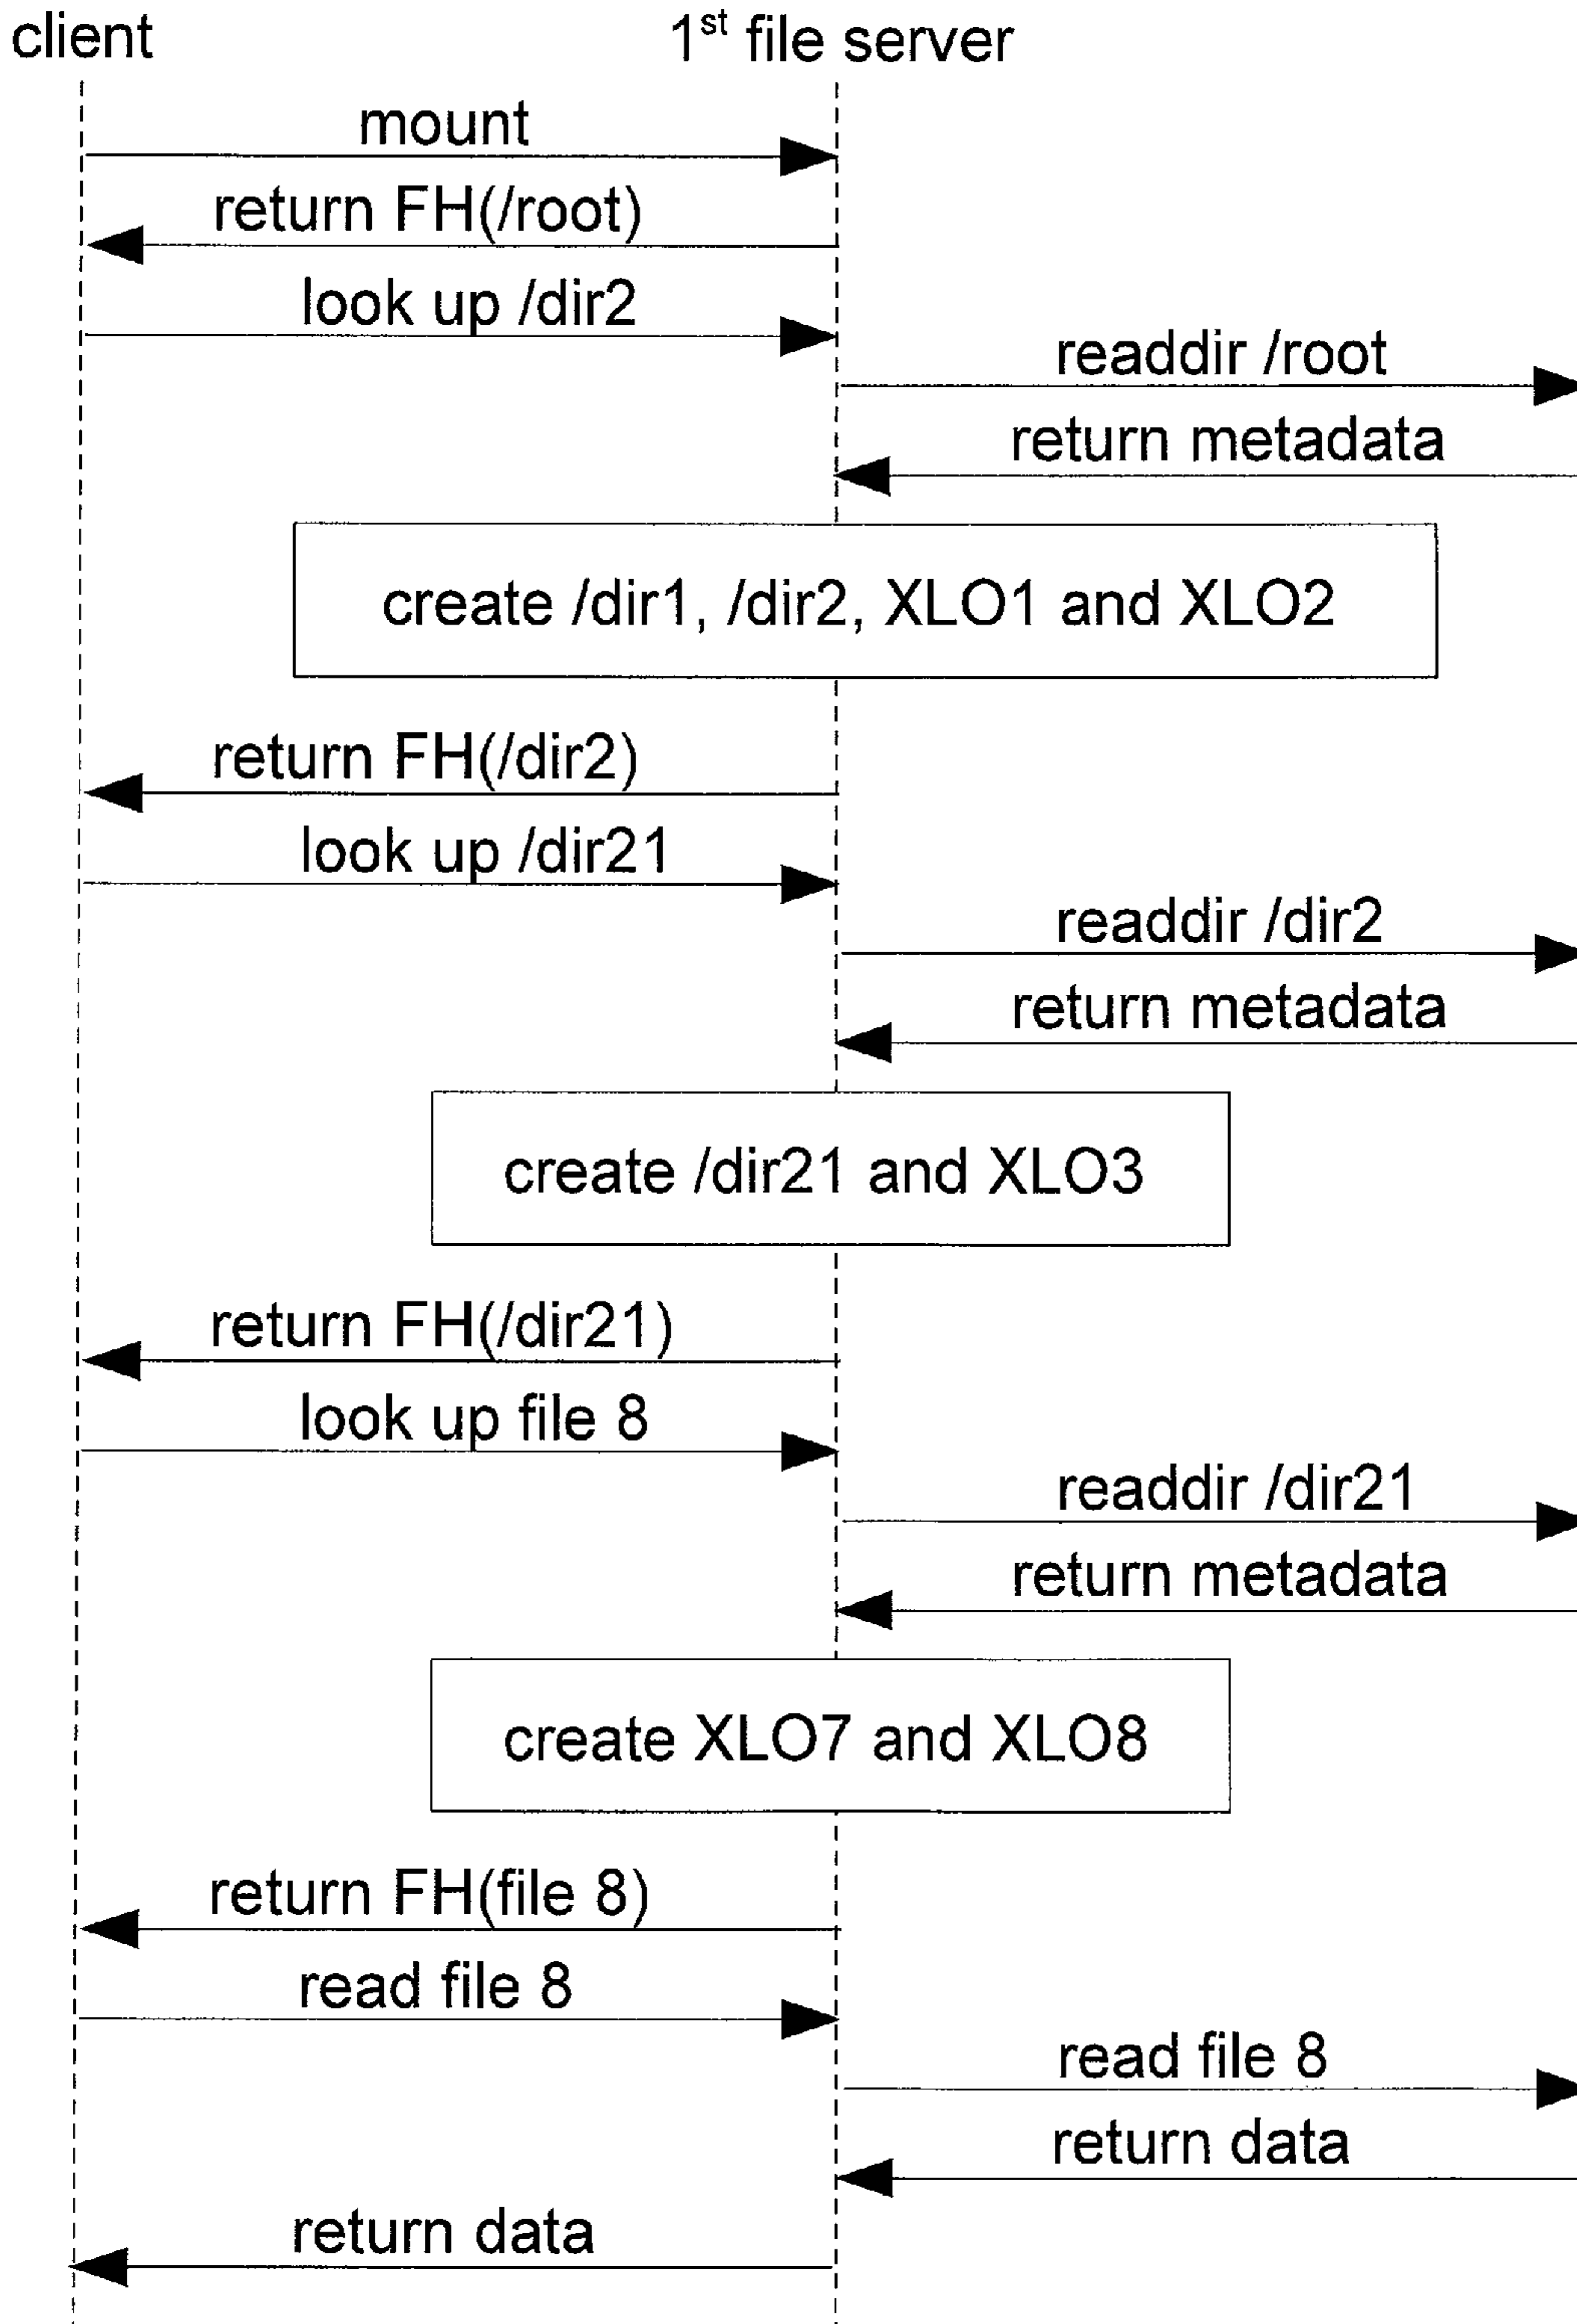 client
1st file server
mount
return FH(/root)
look up /dir2
readdir /root
return metadata
create /dir1, /dir2, XLO1 and XLO2
return FH(/dir2)
look up /dir21
readdir /dir2
return metadata
create /dir21 and XLO3
return FH(/dir21)
look up file 8
readdir /dir21
return metadata
create XLO7 and XLO8
return FH(file 8)
read file 8
read file 8
return data
return data